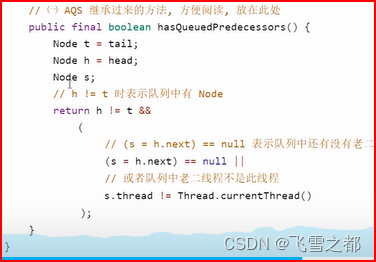 // ㈠ AQS 继承过来的方法, 方便阅读, 放在此处
public final boolean hasQueuedPredecessors() {
Node t = tail;
Node h = head;
Node s;
// h != t 时表示队列中有 Node
return h != t &&
(
// (s = h.next) == null 表示队列中还有没有老二
(s = h.next) == null ||
// 或者队列中老二线程不是此线程
s.thread != Thread.currentThread()
);
}
}
CSDN @飞雪之都